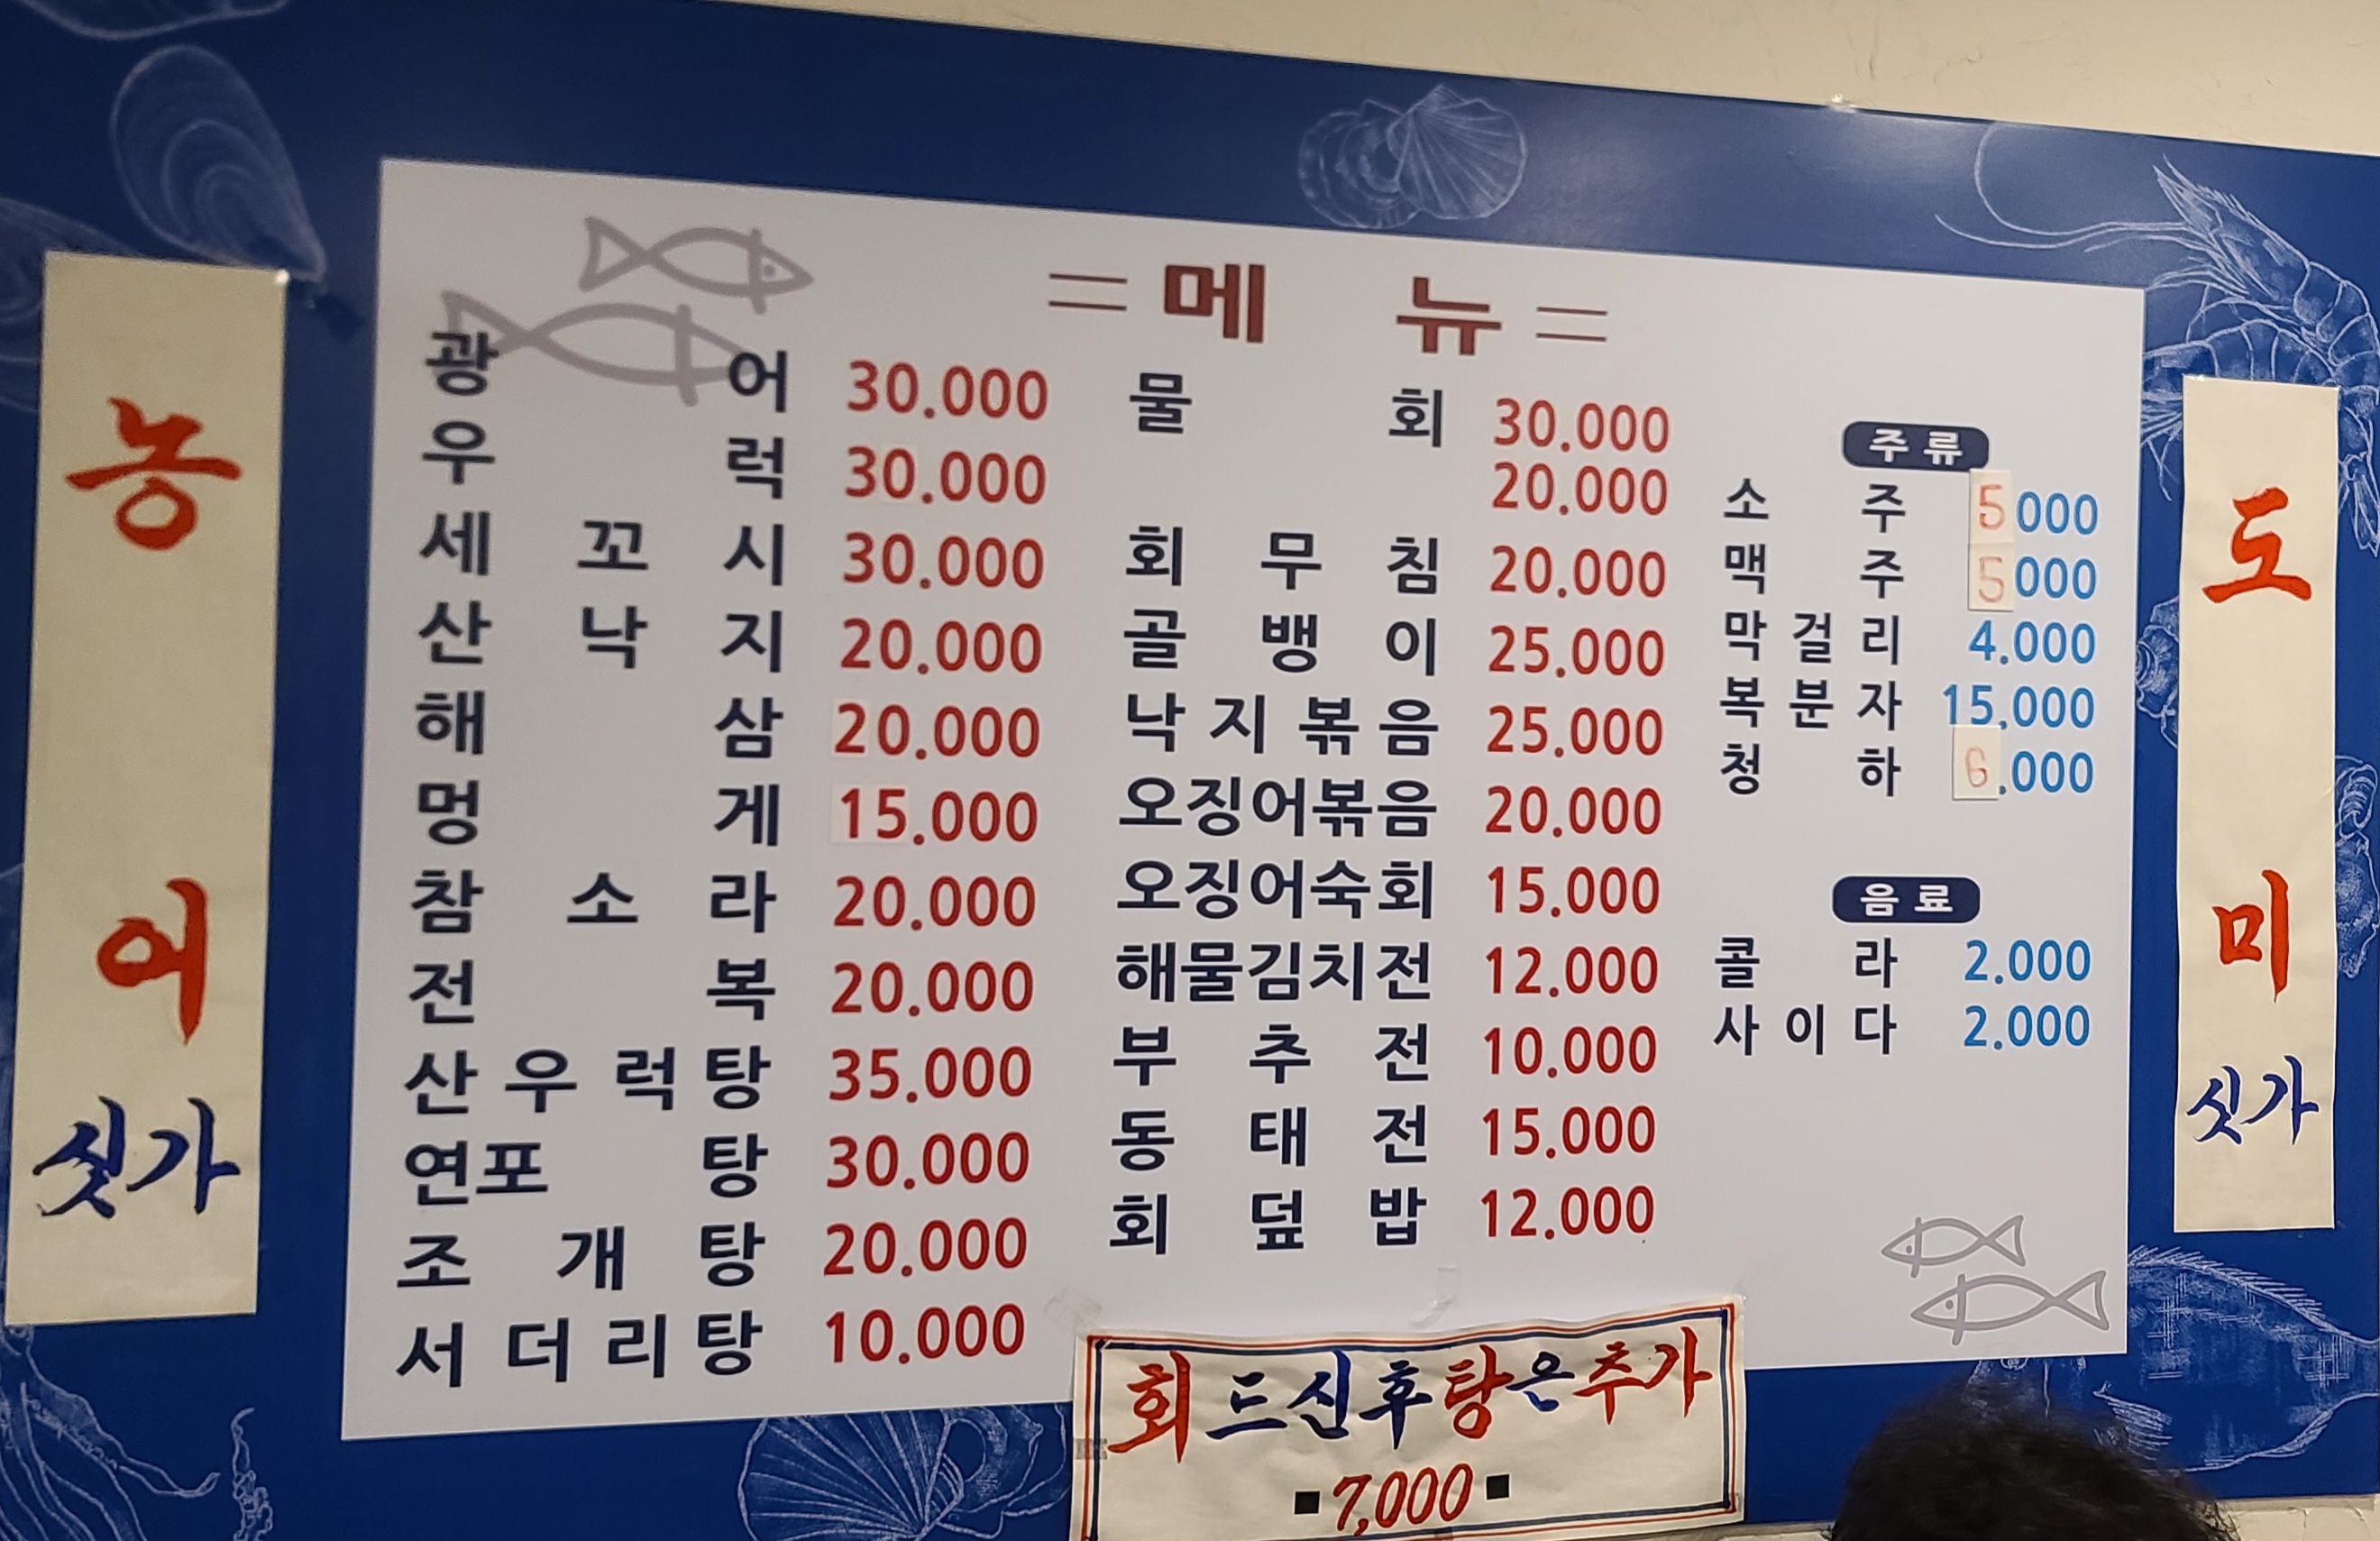 = 메 뉴 =
광 어 30.000
우 럭 30.000
세 꼬 시 30.000
산 낙 지 20.000
해 삼 20.000
멍 게 15.000
참 소 라 20.000
전 복 20.000
산 우 럭 탕 35.000
연포 탕 30.000
조 개 탕 20.000
서 더 리 탕 10.000
물 회 30.000
20.000
회 무 침 20.000
골 뱅 이 25.000
낙 지 볶 음 25.000
오징어볶음 20.000
오징어숙회 15.000
해물김치전 12.000
부 추 전 10.000
동 태 전 15.000
회 덮 밥 12.000
주 류
소 주 5000
맥 주 5000
막 걸 리 4.000
복 분 자 15.000
청 하 6.000
음 료
콜 라 2.000
사 이 다 2.000
농
어
싯가
도
미
싯가
회 드신후 탕은 추가
▪7,000▪